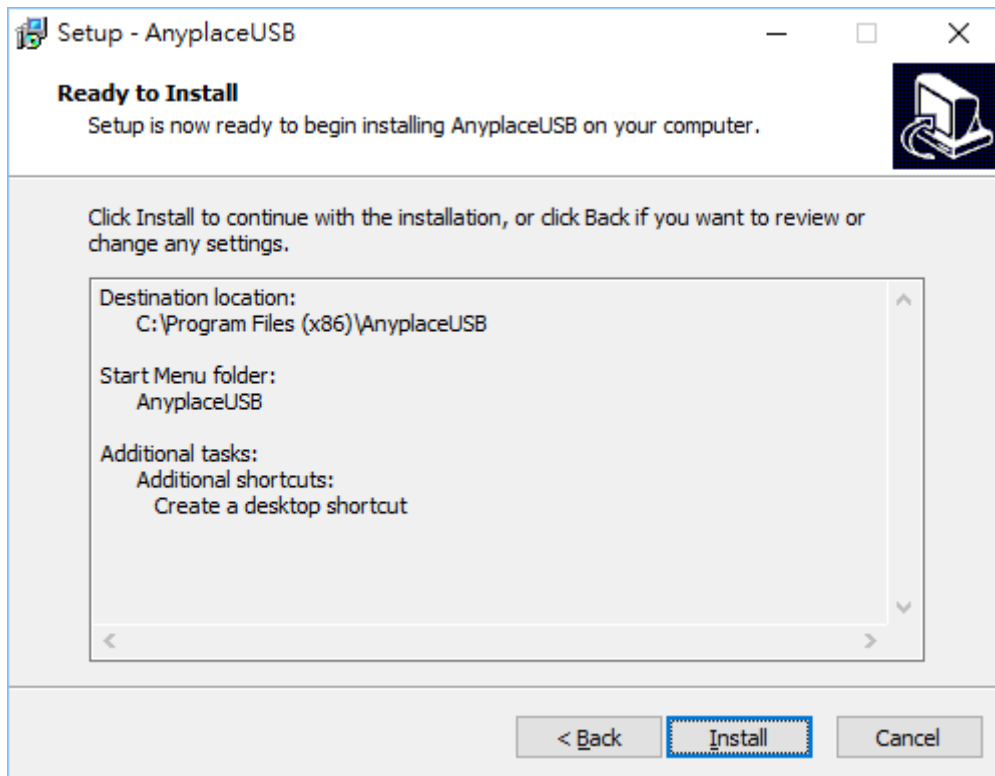 Setup - AnyplaceUSB
Ready to Install
Setup is now ready to begin installing AnyplaceUSB on your computer.
Click Install to continue with the installation, or click Back if you want to review or
change any settings.
Destination location:
C:\Program Files (x86)\AnyplaceUSB
Start Menu folder:
AnyplaceUSB
Additional tasks:
Additional shortcuts:
Create a desktop shortcut
< Back Install Cancel